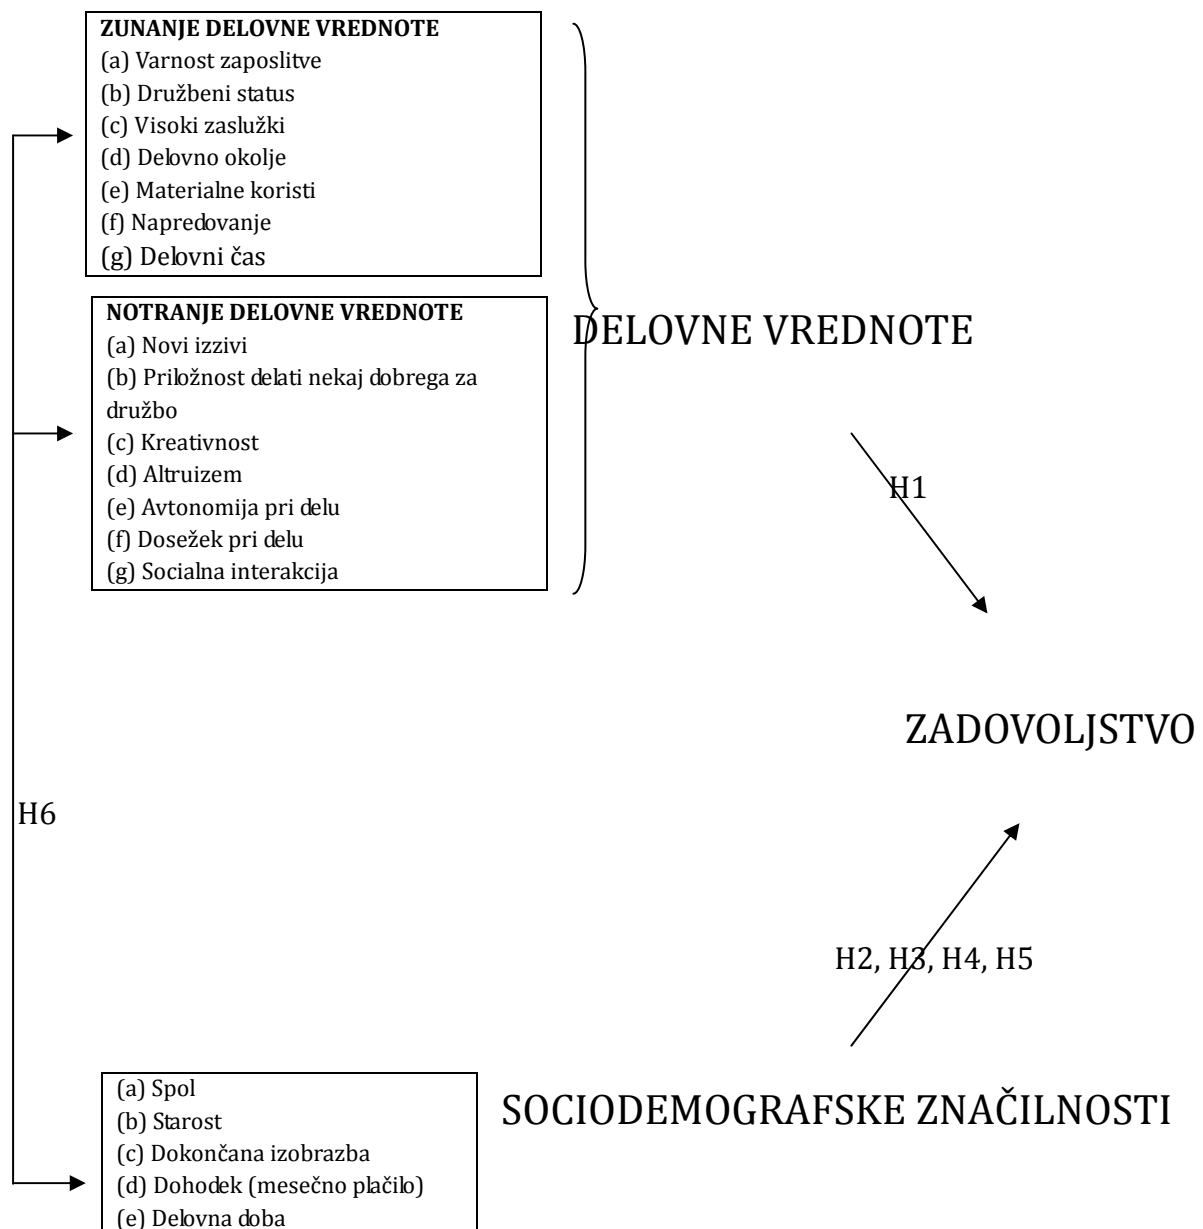 ZUNANJE DELOVNE VREDNOTE
(a) Varnost zaposlitve
(b) Družbeni status
(c) Visoki zaslužki
(d) Delovno okolje
(e) Materialne koristi
(f) Napredovanje
(g) Delovni čas
NOTRANJE DELOVNE VREDNOTE
(a) Novi izzivi
(b) Priložnost delati nekaj dobrega za
družbo
(c) Kreativnost
(d) Altruizem
(e) Avtonomija pri delu
(f) Dosežek pri delu
(g) Socialna interakcija
DELOVNE VREDNOTE
H1
ZADOVOLJSTVO
H6
H2, H3, H4, H5
SOCIODEMOGRAFSKE ZNAČILNOSTI
(a) Spol
(b) Starost
(c) Dokončana izobrazba
(d) Dohodek (mesečno plačilo)
(e) Delovna doba